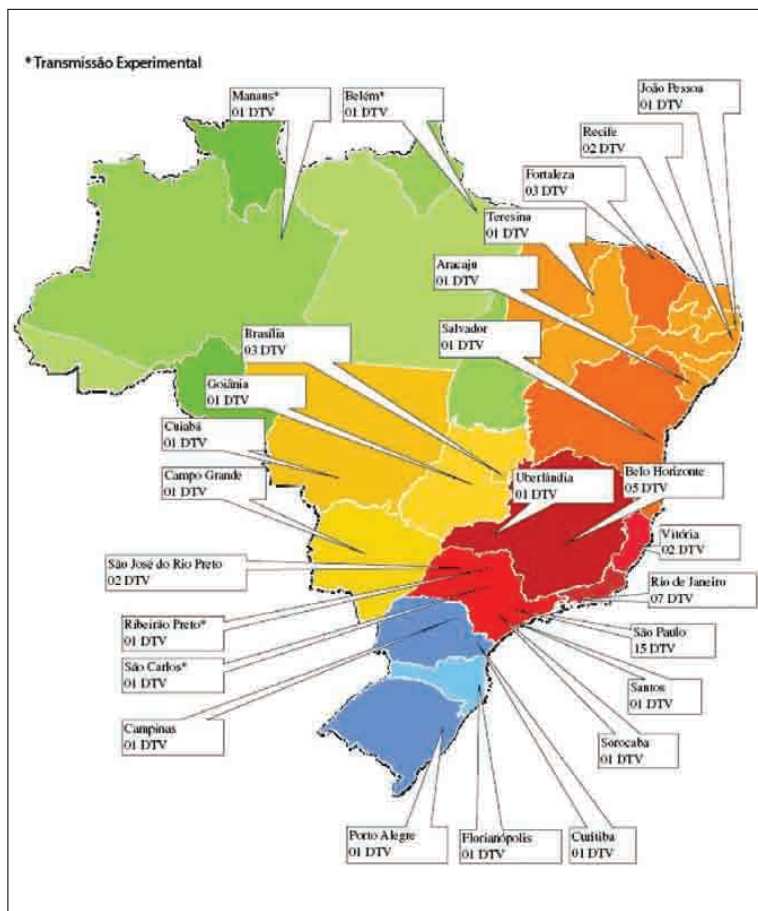 * Transmissão Experimental
Manaus*
01 DTV
Belém*
01 DTV
João Pessoa
01 DTV
Recife
02 DTV
Fortaleza
03 DTV
Teresina
01 DTV
Aracaju
01 DTV
Salvador
01 DTV
Brasília
03 DTV
Goiânia
01 DTV
Cuiabá
01 DTV
Campo Grande
01 DTV
Uberlândia
01 DTV
Belo Horizonte
05 DTV
Vitória
02 DTV
São José do Rio Preto
02 DTV
Rio de Janeiro
07 DTV
Ribeirão Preto*
01 DTV
São Paulo
15 DTV
São Carlos*
01 DTV
Santos
01 DTV
Campinas
01 DTV
Sorocaba
01 DTV
Porto Alegre
01 DTV
Florianópolis
01 DTV
Curitiba
01 DTV